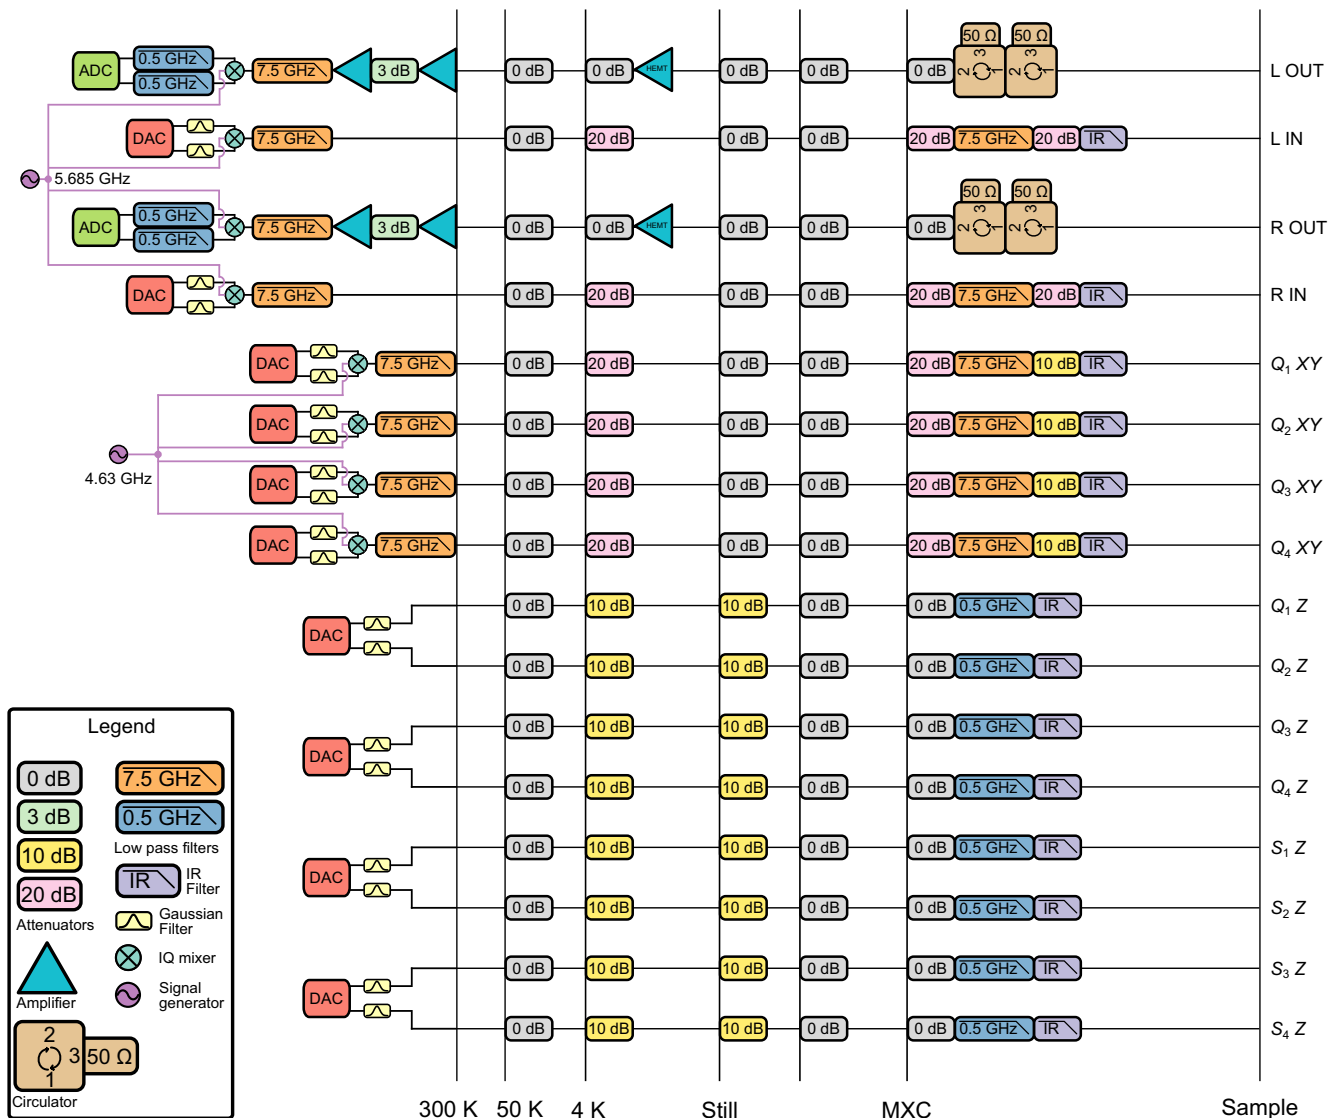 50 Ω 50 Ω
ADC 0.5 GHz 0.5 GHz 7.5 GHz 3 dB 0 dB 0 dB HEMT 0 dB 0 dB 0 dB 2 3 1 2 3 1 L OUT
DAC 7.5 GHz 0 dB 20 dB 0 dB 0 dB 20 dB 7.5 GHz 20 dB IR L IN
5.685 GHz
50 Ω 50 Ω
ADC 0.5 GHz 0.5 GHz 7.5 GHz 3 dB 0 dB 0 dB HEMT 0 dB 0 dB 0 dB 2 3 1 2 3 1 R OUT
DAC 7.5 GHz 0 dB 20 dB 0 dB 0 dB 20 dB 7.5 GHz 20 dB IR R IN
DAC 7.5 GHz 0 dB 20 dB 0 dB 0 dB 20 dB 7.5 GHz 10 dB IR Q1 XY
DAC 7.5 GHz 0 dB 20 dB 0 dB 0 dB 20 dB 7.5 GHz 10 dB IR Q2 XY
4.63 GHz
DAC 7.5 GHz 0 dB 20 dB 0 dB 0 dB 20 dB 7.5 GHz 10 dB IR Q3 XY
DAC 7.5 GHz 0 dB 20 dB 0 dB 0 dB 20 dB 7.5 GHz 10 dB IR Q4 XY
0 dB 10 dB 10 dB 0 dB 0 dB 0.5 GHz IR Q1 Z
DAC
0 dB 10 dB 10 dB 0 dB 0 dB 0.5 GHz IR Q2 Z
0 dB 10 dB 10 dB 0 dB 0 dB 0.5 GHz IR Q3 Z
DAC
0 dB 10 dB 10 dB 0 dB 0 dB 0.5 GHz IR Q4 Z
0 dB 10 dB 10 dB 0 dB 0 dB 0.5 GHz IR S1 Z
DAC
0 dB 10 dB 10 dB 0 dB 0 dB 0.5 GHz IR S2 Z
0 dB 10 dB 10 dB 0 dB 0 dB 0.5 GHz IR S3 Z
DAC
0 dB 10 dB 10 dB 0 dB 0 dB 0.5 GHz IR S4 Z
Legend
0 dB
3 dB
10 dB
20 dB
Attenuators
Amplifier
2
3 50 Ω
1
Circulator
7.5 GHz
0.5 GHz
Low pass filters
IR IR
Filter
Gaussian
Filter
IQ mixer
Signal
generator
300 K 50 K 4 K Still MXC Sample